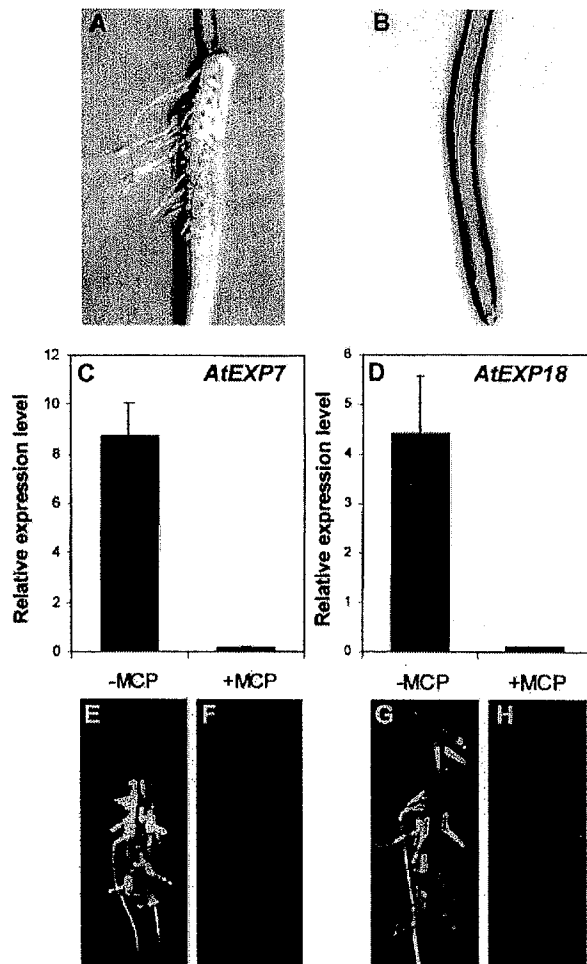 A
B
12
10
8
6
4
2
0
Relative expression level
C
AtEXP7
-MCP
+MCP
6
5
4
3
2
1
0
Relative expression level
D
AtEXP18
-MCP
+MCP
E
F
G
H